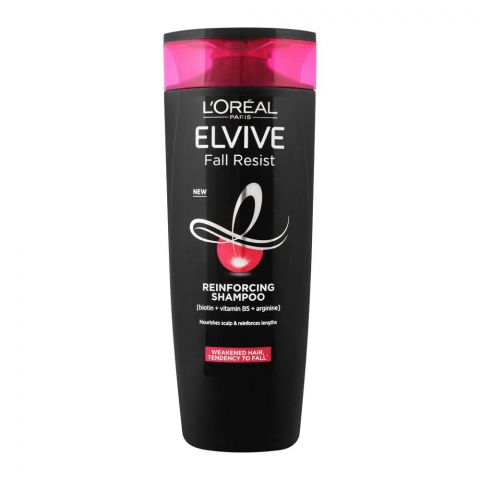 L'ORÉAL
PARIS
ELVIVE
Fall Resist
NEW
REINFORCING
SHAMPOO
[biotin + vitamin B5 + arginine]
Nourishes scalp & reinforces lengths
WEAKENED HAIR,
TENDENCY TO FALL